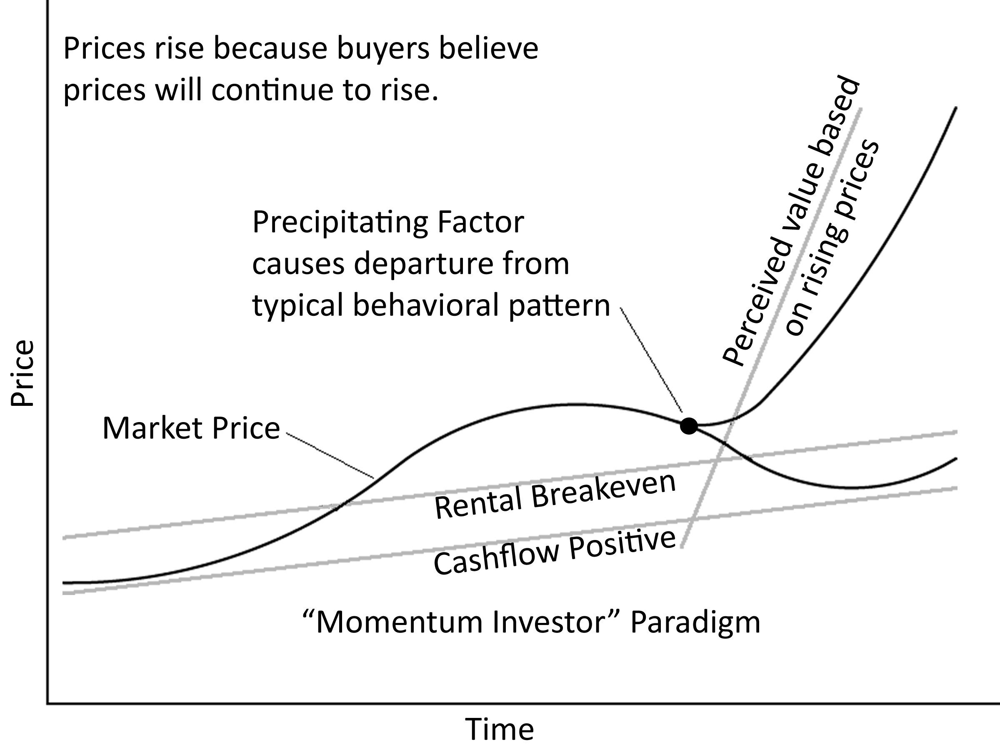 Prices rise because buyers believe
prices will continue to rise.
Precipitating Factor
causes departure from
typical behavioral pattern
Perceived value based
on rising prices
Price
Market Price
Rental Breakeven
Cashflow Positive
“Momentum Investor” Paradigm
Time